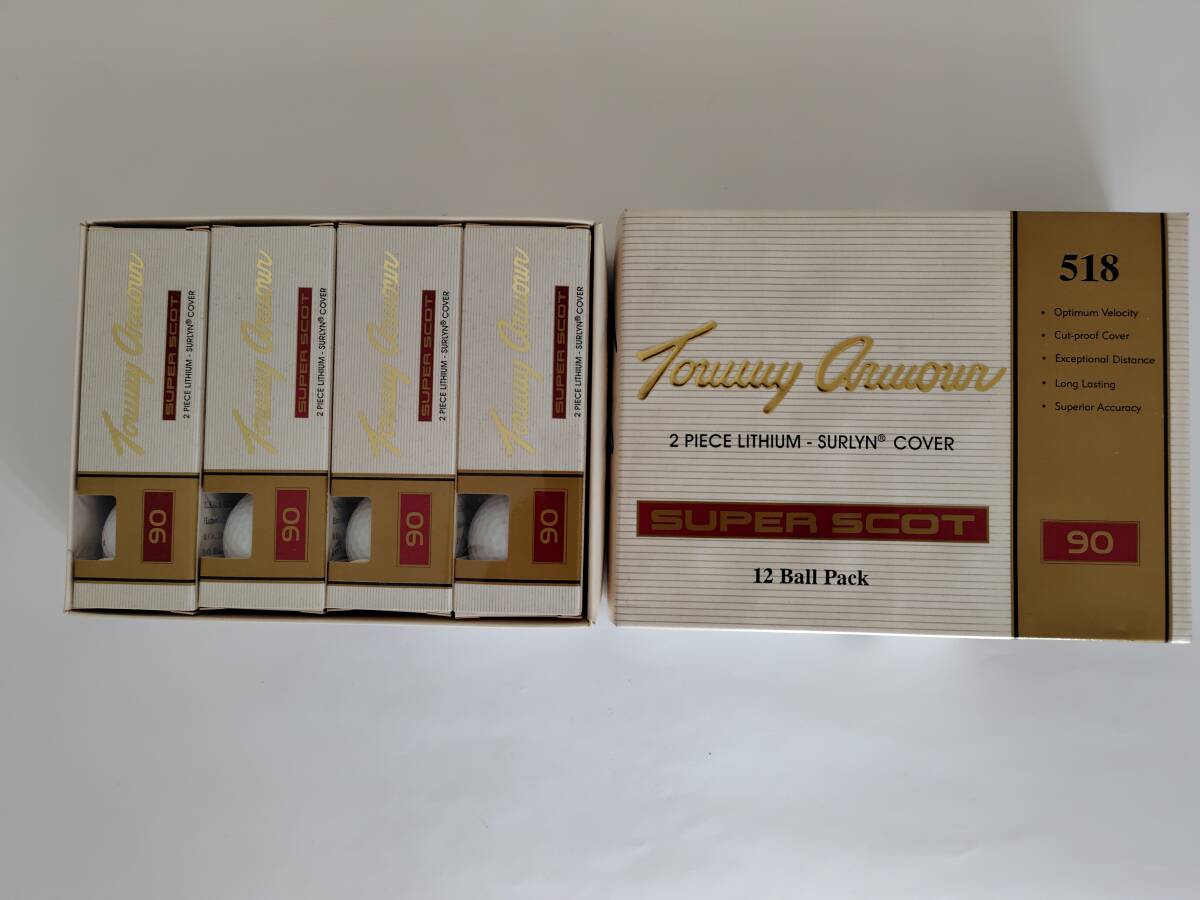 Tommy Armour
SUPER SCOT
2 PIECE LITHIUM - SURLYN® COVER
90
Tommy Armour
SUPER SCOT
2 PIECE LITHIUM - SURLYN® COVER
90
Tommy Armour
SUPER SCOT
2 PIECE LITHIUM - SURLYN® COVER
90
Tommy Armour
SUPER SCOT
2 PIECE LITHIUM - SURLYN® COVER
90
Tommy Armour
2 PIECE LITHIUM - SURLYN® COVER
SUPER SCOT
12 Ball Pack
518
• Optimum Velocity
• Cut-proof Cover
• Exceptional Distance
• Long Lasting
• Superior Accuracy
90